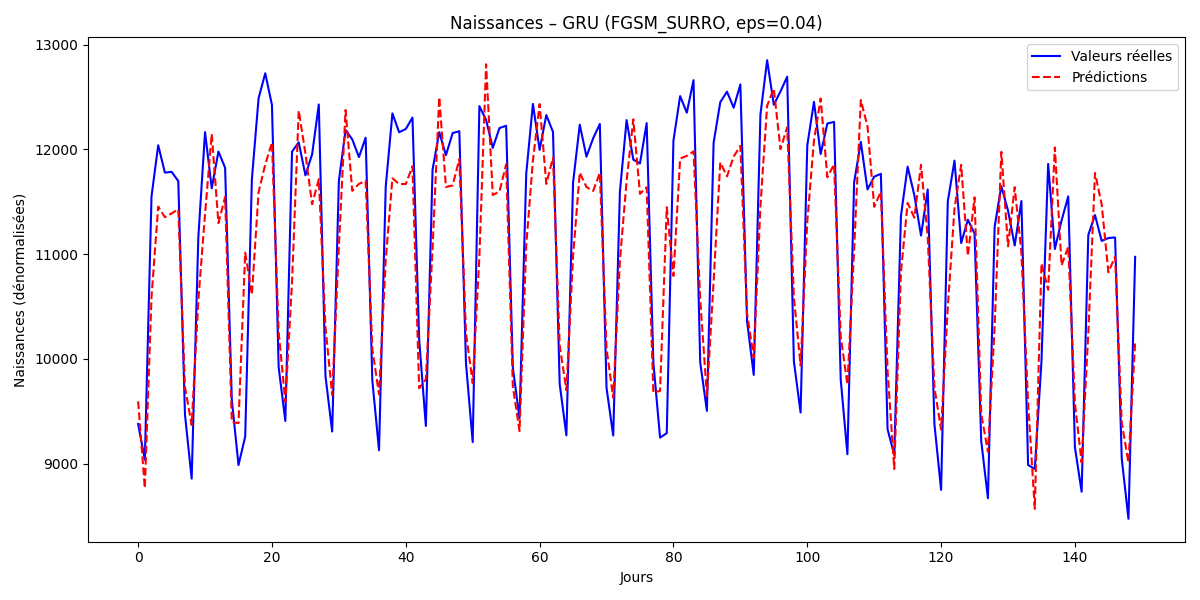 Naissances – GRU (FGSM_SURRO, eps=0.04)
Valeurs réelles
Prédictions
Naissances (dénormalisées)
13000
12000
11000
10000
9000
0 20 40 60 80 100 120 140
Jours